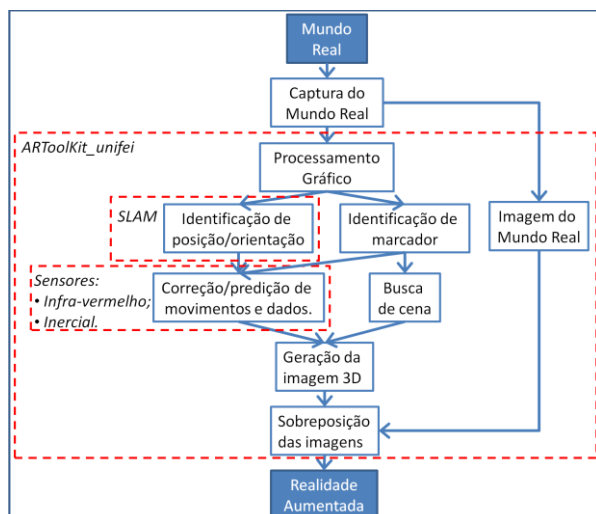 Mundo
Real
Captura do
Mundo Real
ARToolKit_unifei
Processamento
Gráfico
SLAM
Identificação de
posição/orientação
Identificação de
marcador
Imagem do
Mundo Real
Sensores:
• Infra-vermelho;
• Inercial.
Correção/predição de
movimentos e dados.
Busca
de cena
Geração da
imagem 3D
Sobreposição
das imagens
Realidade
Aumentada